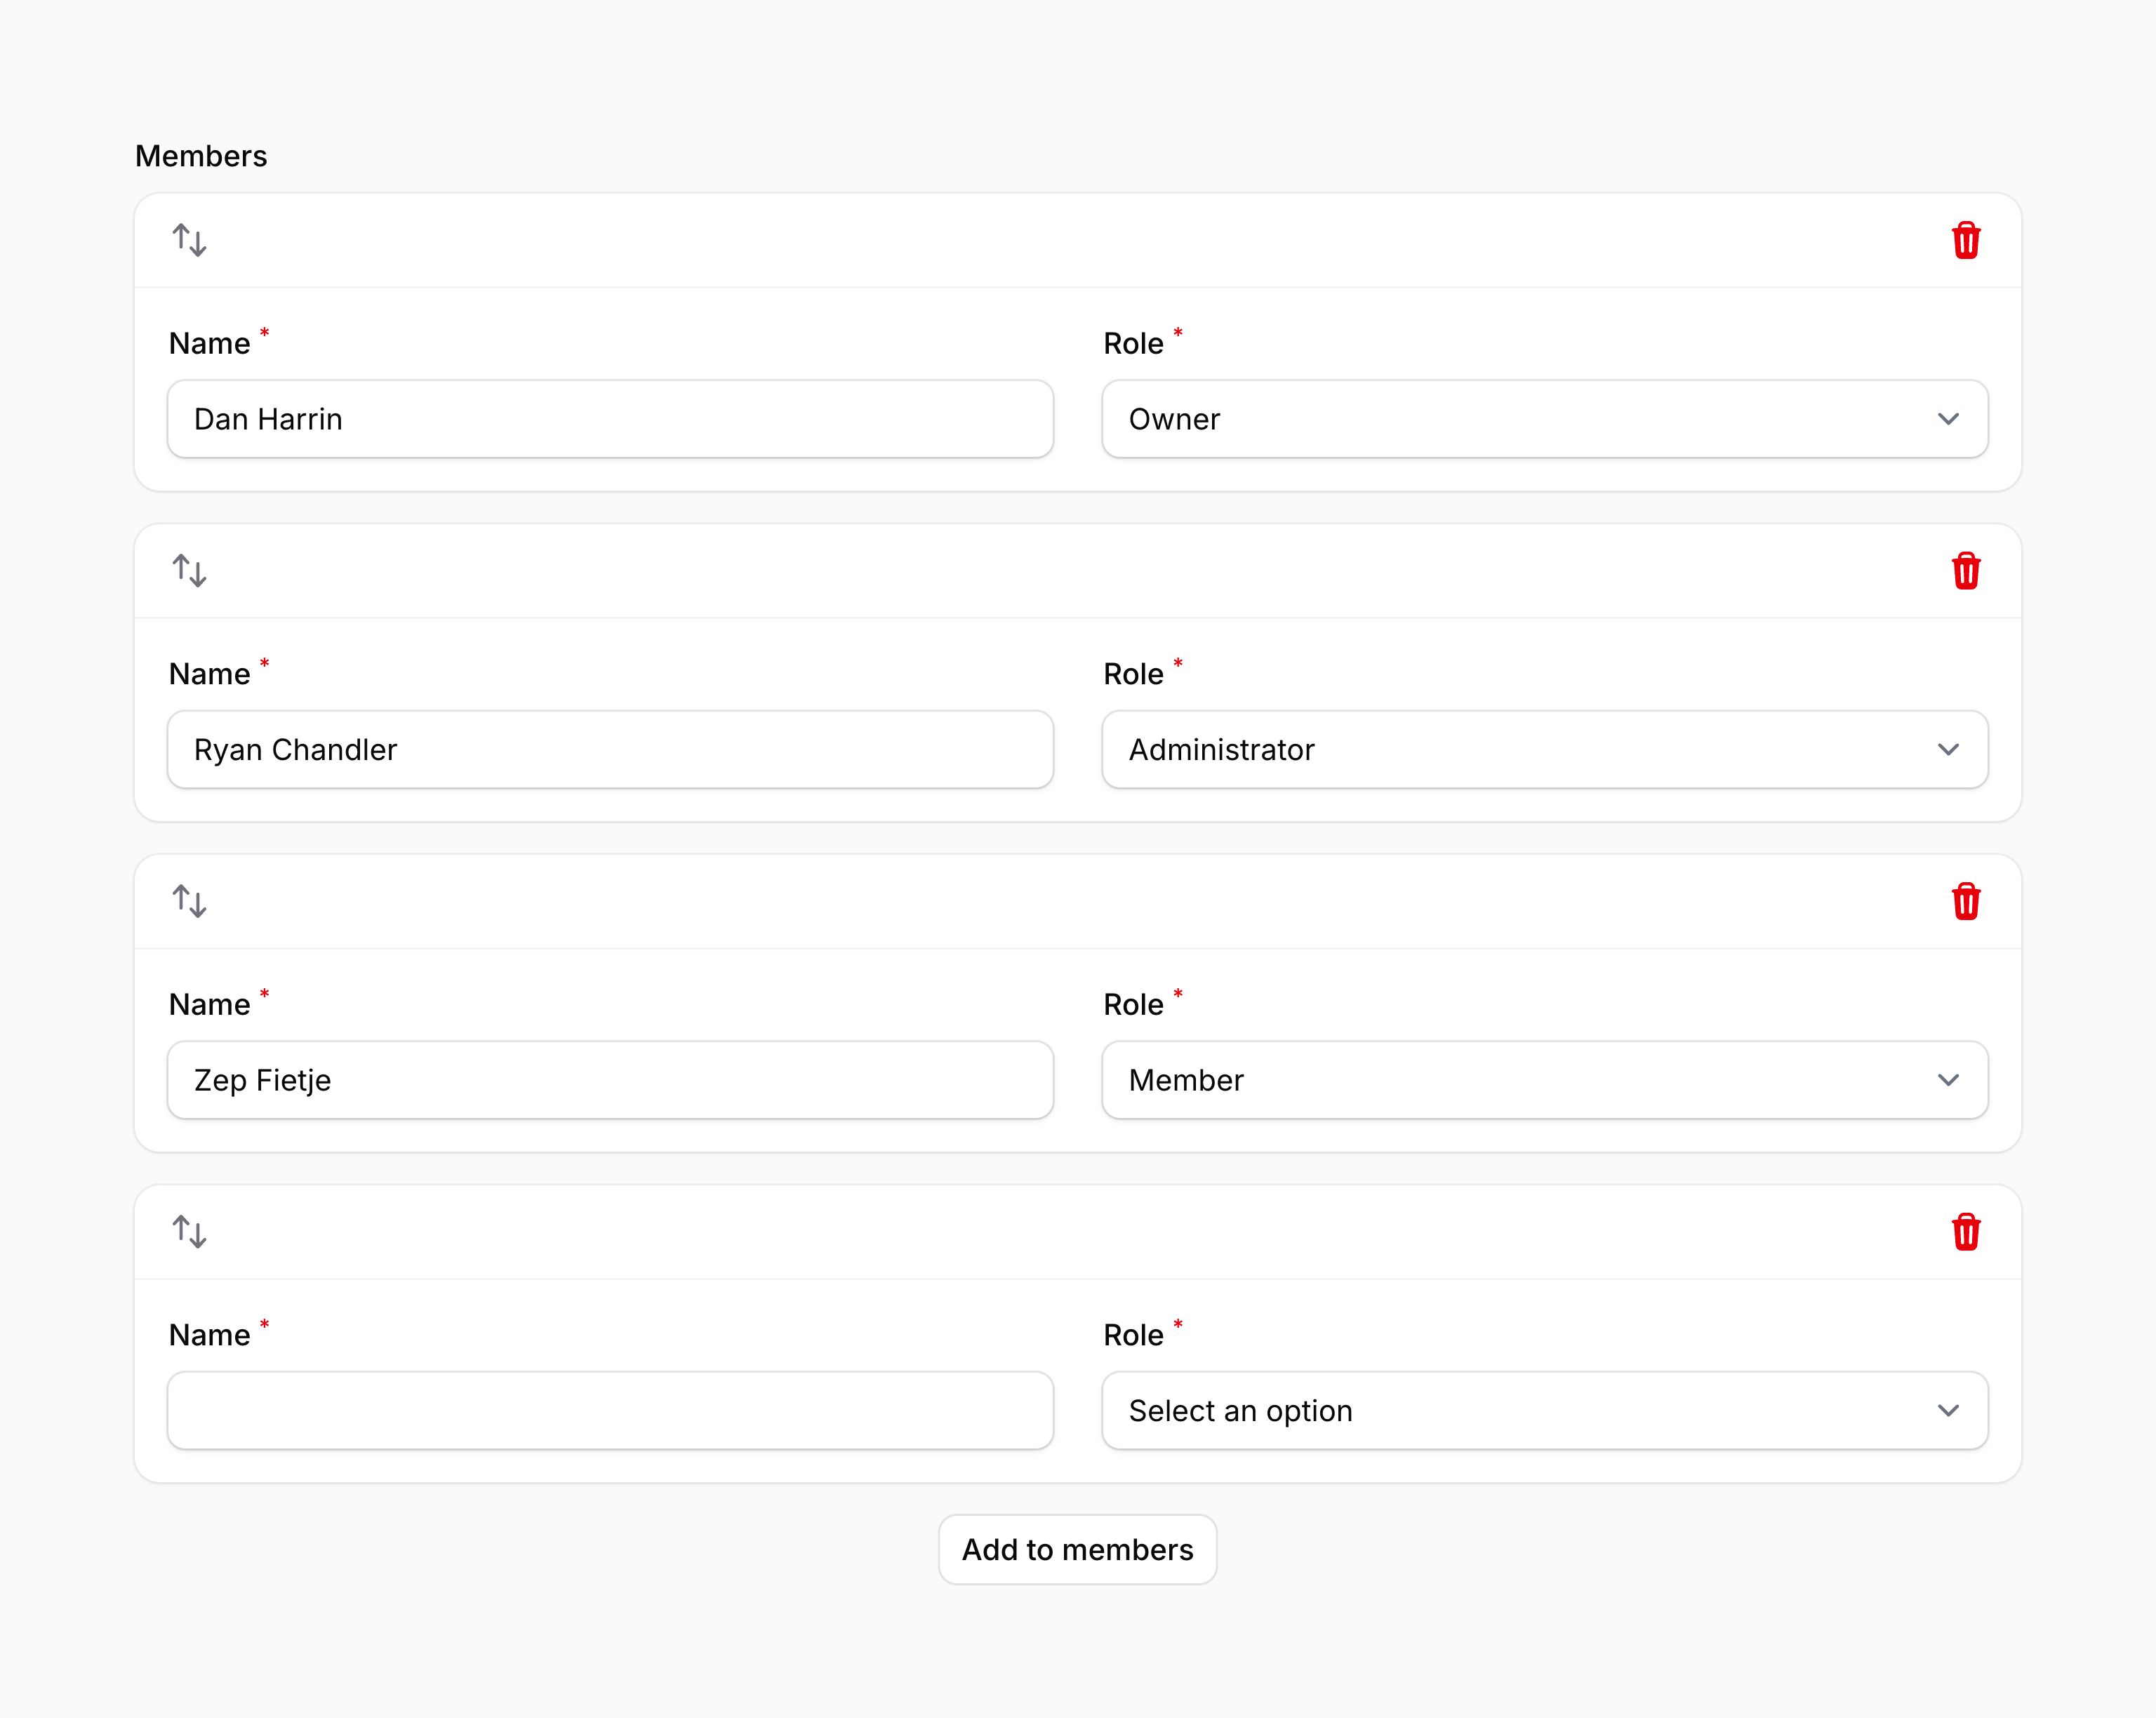 Members
Name *
Role *
Dan Harrin
Owner
Name *
Role *
Ryan Chandler
Administrator
Name *
Role *
Zep Fietje
Member
Name *
Role *
Select an option
Add to members